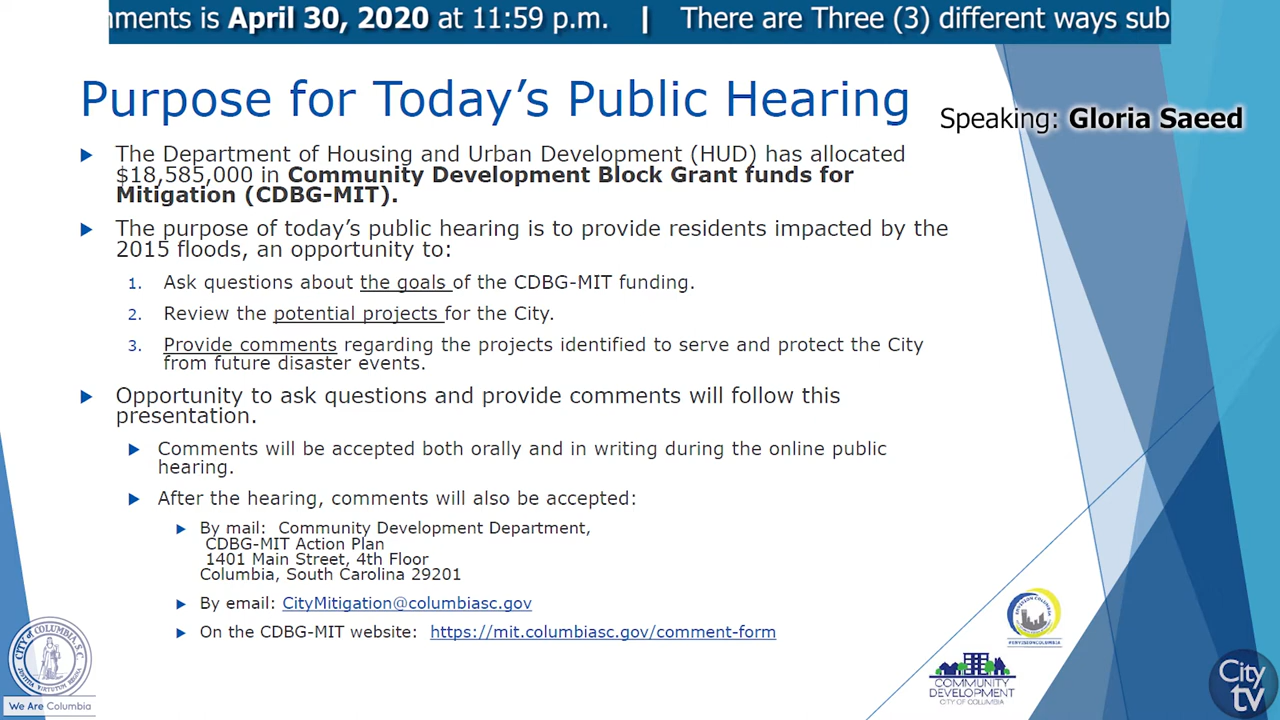 ments is April 30, 2020 at 11:59 p.m. | There are Three (3) different ways sub
Purpose for Today’s Public Hearing
Speaking: Gloria Saeed
The Department of Housing and Urban Development (HUD) has allocated
$18,585,000 in Community Development Block Grant funds for
Mitigation (CDBG-MIT).
The purpose of today’s public hearing is to provide residents impacted by the
2015 floods, an opportunity to:
1. Ask questions about the goals of the CDBG-MIT funding.
2. Review the potential projects for the City.
3. Provide comments regarding the projects identified to serve and protect the City
from future disaster events.
Opportunity to ask questions and provide comments will follow this
presentation.
Comments will be accepted both orally and in writing during the online public
hearing.
After the hearing, comments will also be accepted:
By mail: Community Development Department,
CDBG-MIT Action Plan
1401 Main Street, 4th Floor
Columbia, South Carolina 29201
By email: CityMitigation@columbiasc.gov
On the CDBG-MIT website: https://mit.columbiasc.gov/comment-form
CITY OF COLUMBIA S.C.
We Are Columbia
COMMUNITY
DEVELOPMENT
CITY OF COLUMBIA
City
tv